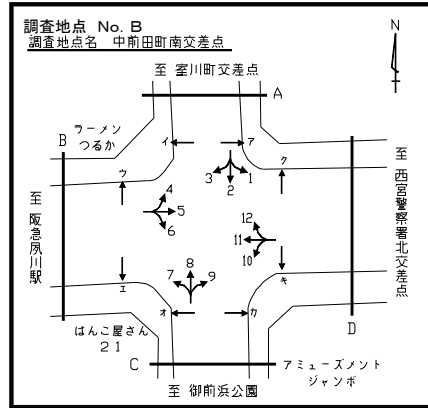 調査地点 No. B
調査地点名 中前田町南交差点
N
至 室川町交差点
A
B
ラーメン
つるか
イ
ア
ウ
ク
3
2
1
4
5
6
12
11
10
7
8
9
エ
キ
オ
カ
至 阪急夙川駅
至 西宮警察署北交差点
はんこ屋さん
21
C
D
アミューズメント
ジャンボ
至 御前浜公園